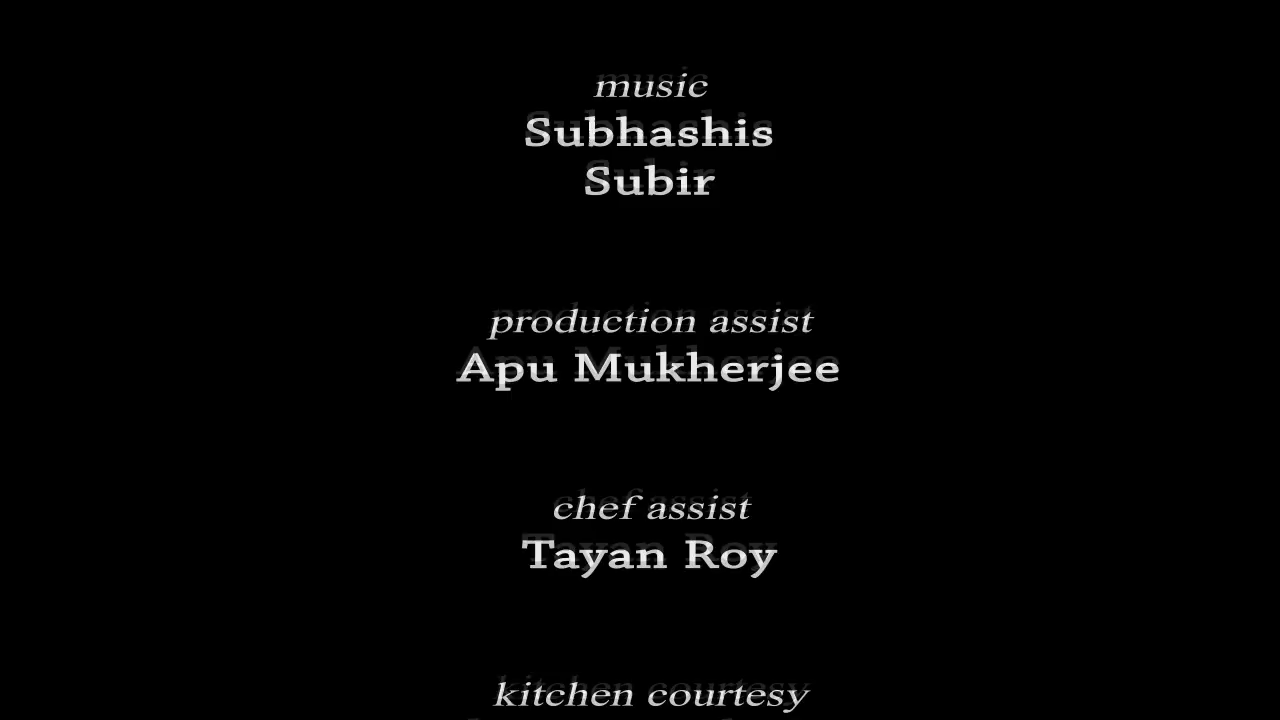 music
Subhashis
Subir
production assist
Apu Mukherjee
chef assist
Tayan Roy
kitchen courtesy